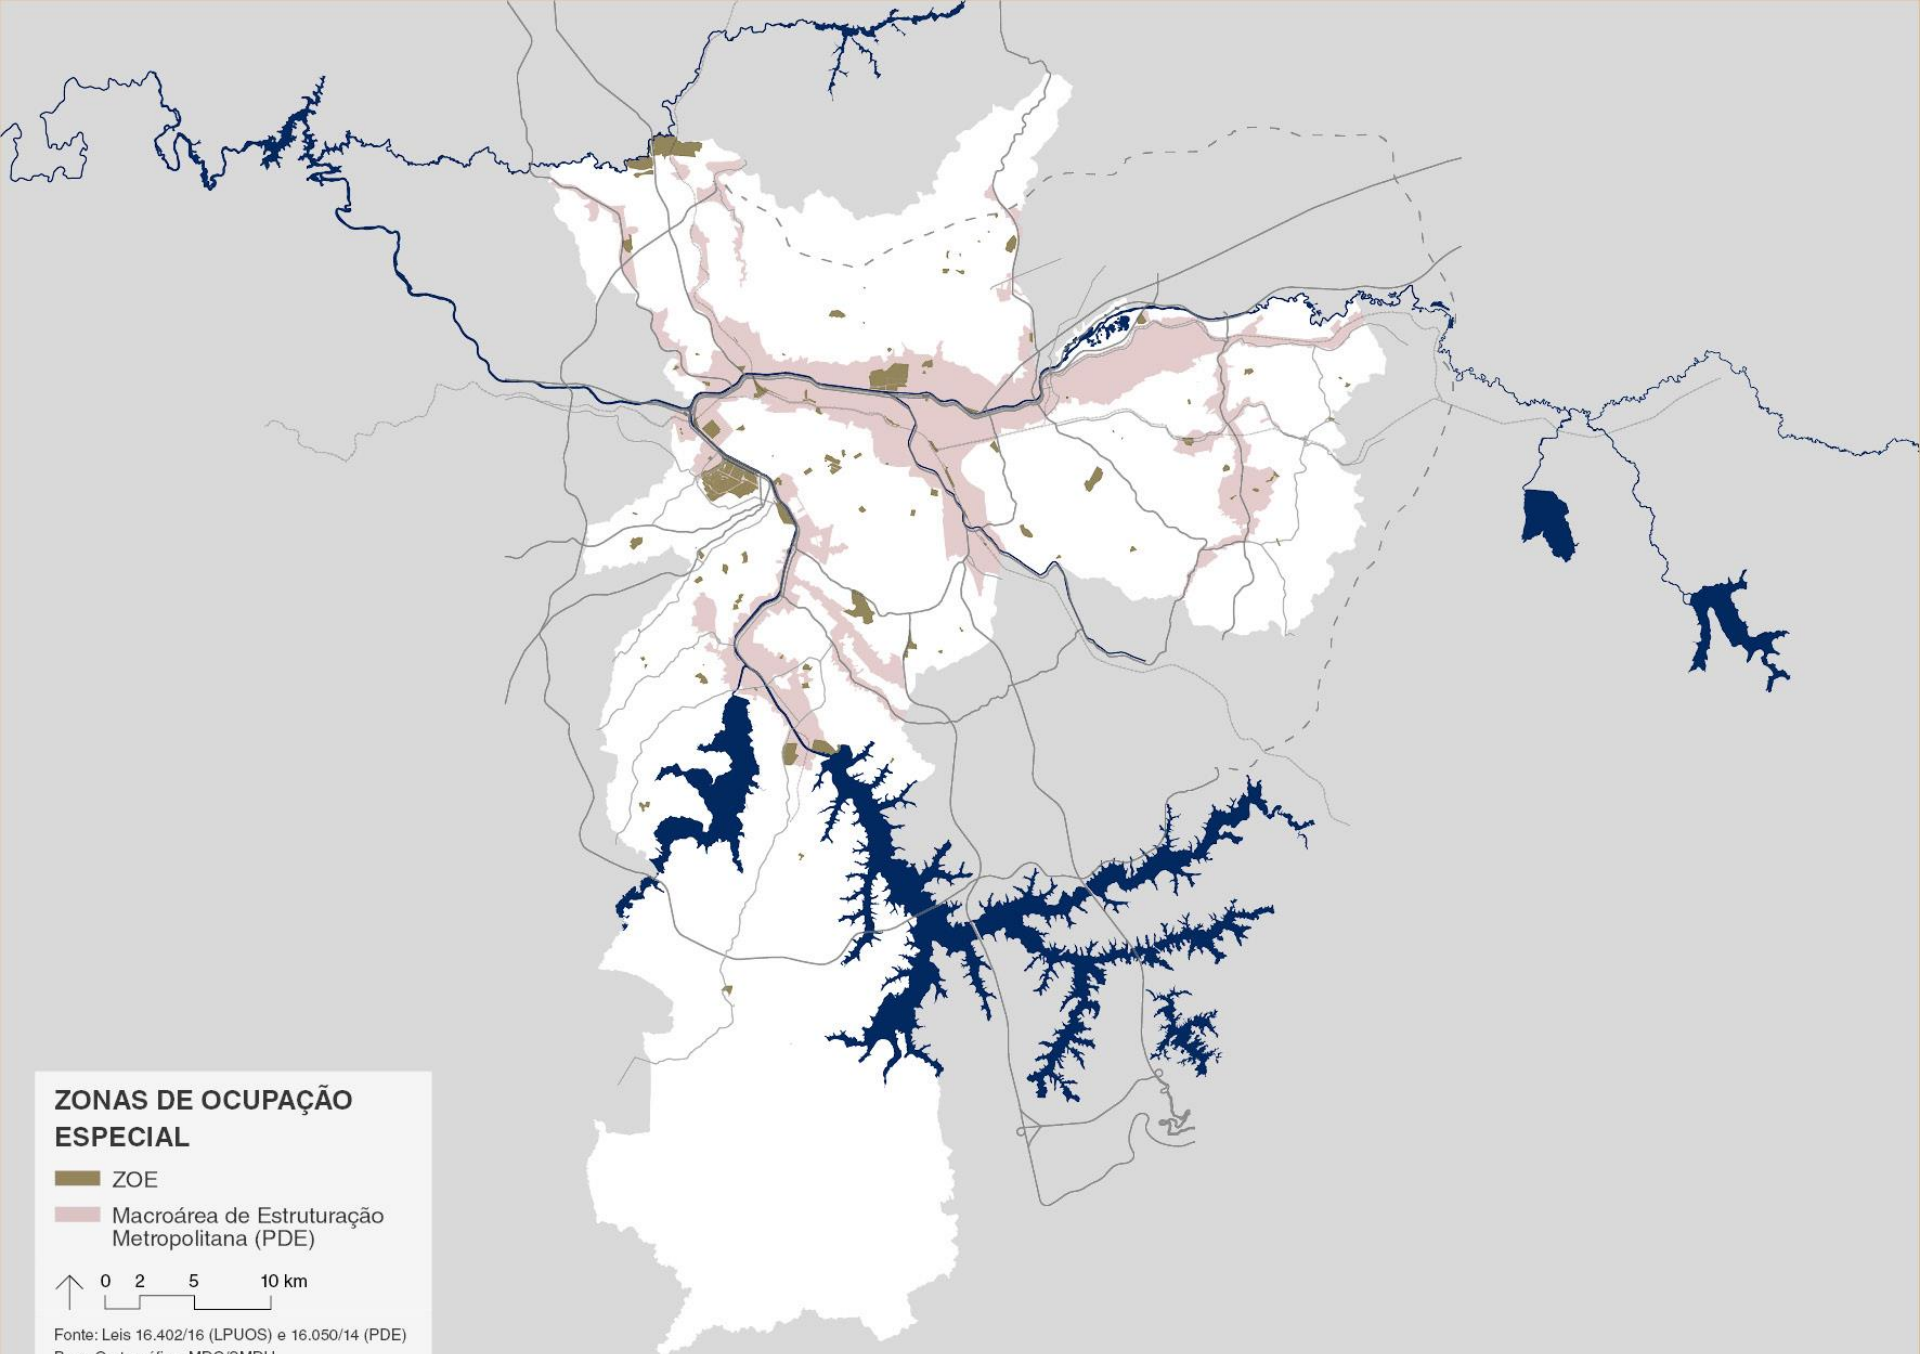 ZONAS DE OCUPAÇÃO
ESPECIAL
ZOE
Macroárea de Estruturação
Metropolitana (PDE)
0 2 5 10 km
Fonte: Leis 16.402/16 (LPUOS) e 16.050/14 (PDE)